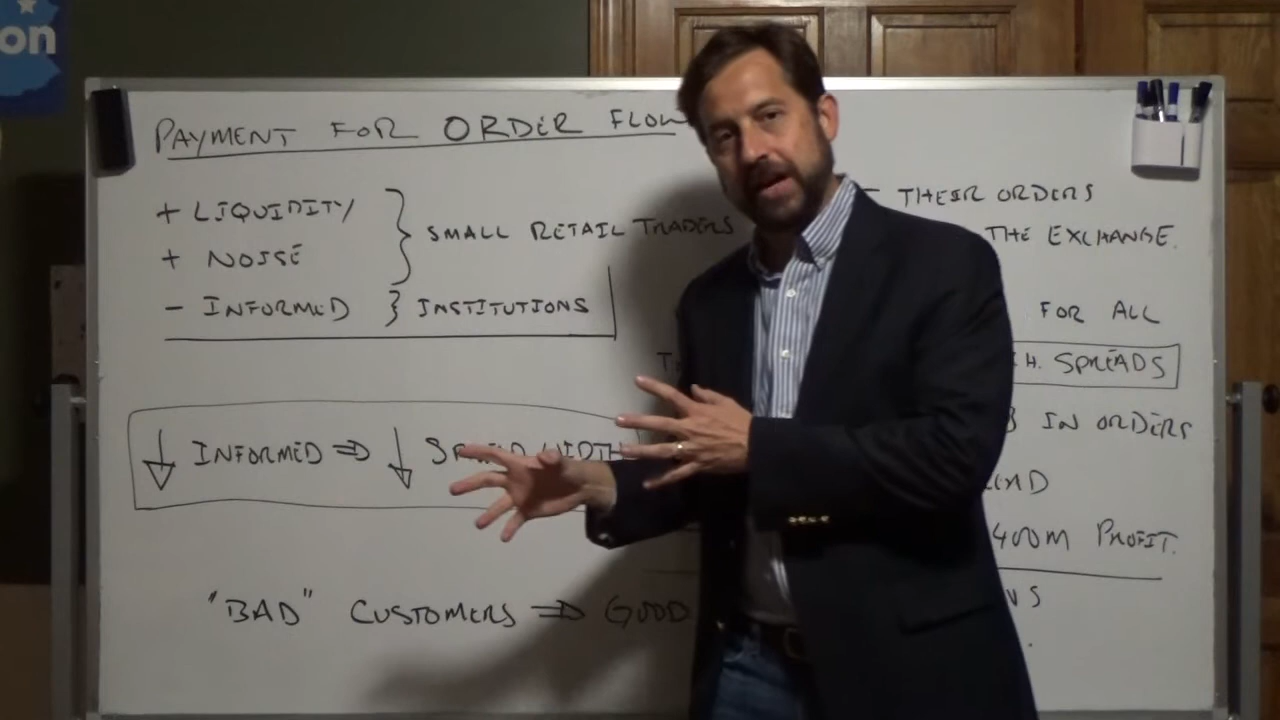 on
PAYMENT FOR ORDER FLOW
+ LIQUIDITY
+ NOISE
SMALL RETAIL TRADERS
- INFORMED } INSTITUTIONS
↓ INFORMED ⇒ ↓ SPREAD WIDTH
"BAD" CUSTOMERS ⇒ GOOD
THEIR ORDERS
THE EXCHANGE.
FOR ALL
SPREADS
IN ORDERS
400M PROFIT.